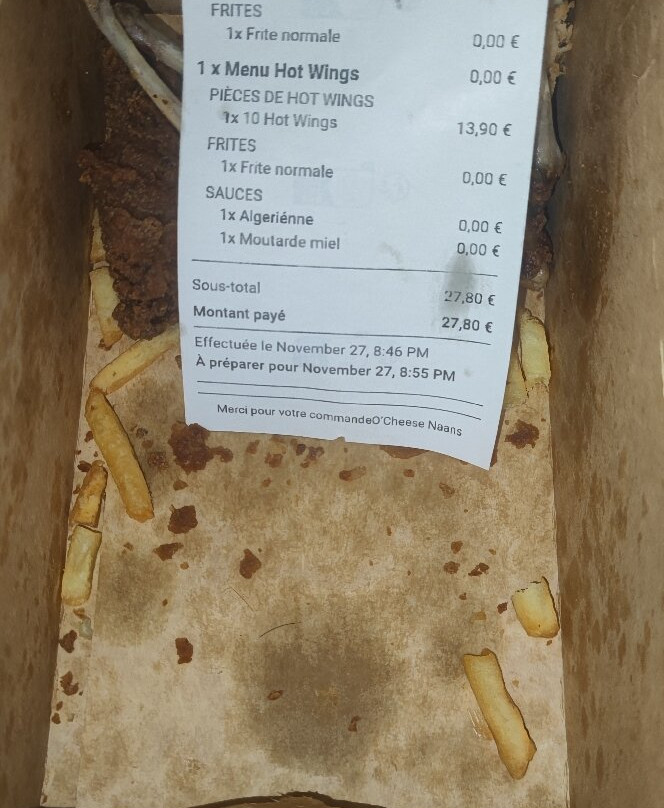 FRITES
1x Frite normale 0,00 €
1 x Menu Hot Wings 0,00 €
PIÈCES DE HOT WINGS
1x 10 Hot Wings 13,90 €
FRITES
1x Frite normale 0,00 €
SAUCES
1x Algeriénne 0,00 €
1x Moutarde miel 0,00 €
Sous-total 27,80 €
Montant payé 27,80 €
Effectuée le November 27, 8:46 PM
À préparer pour November 27, 8:55 PM
Merci pour votre commandeO'Cheese Naans